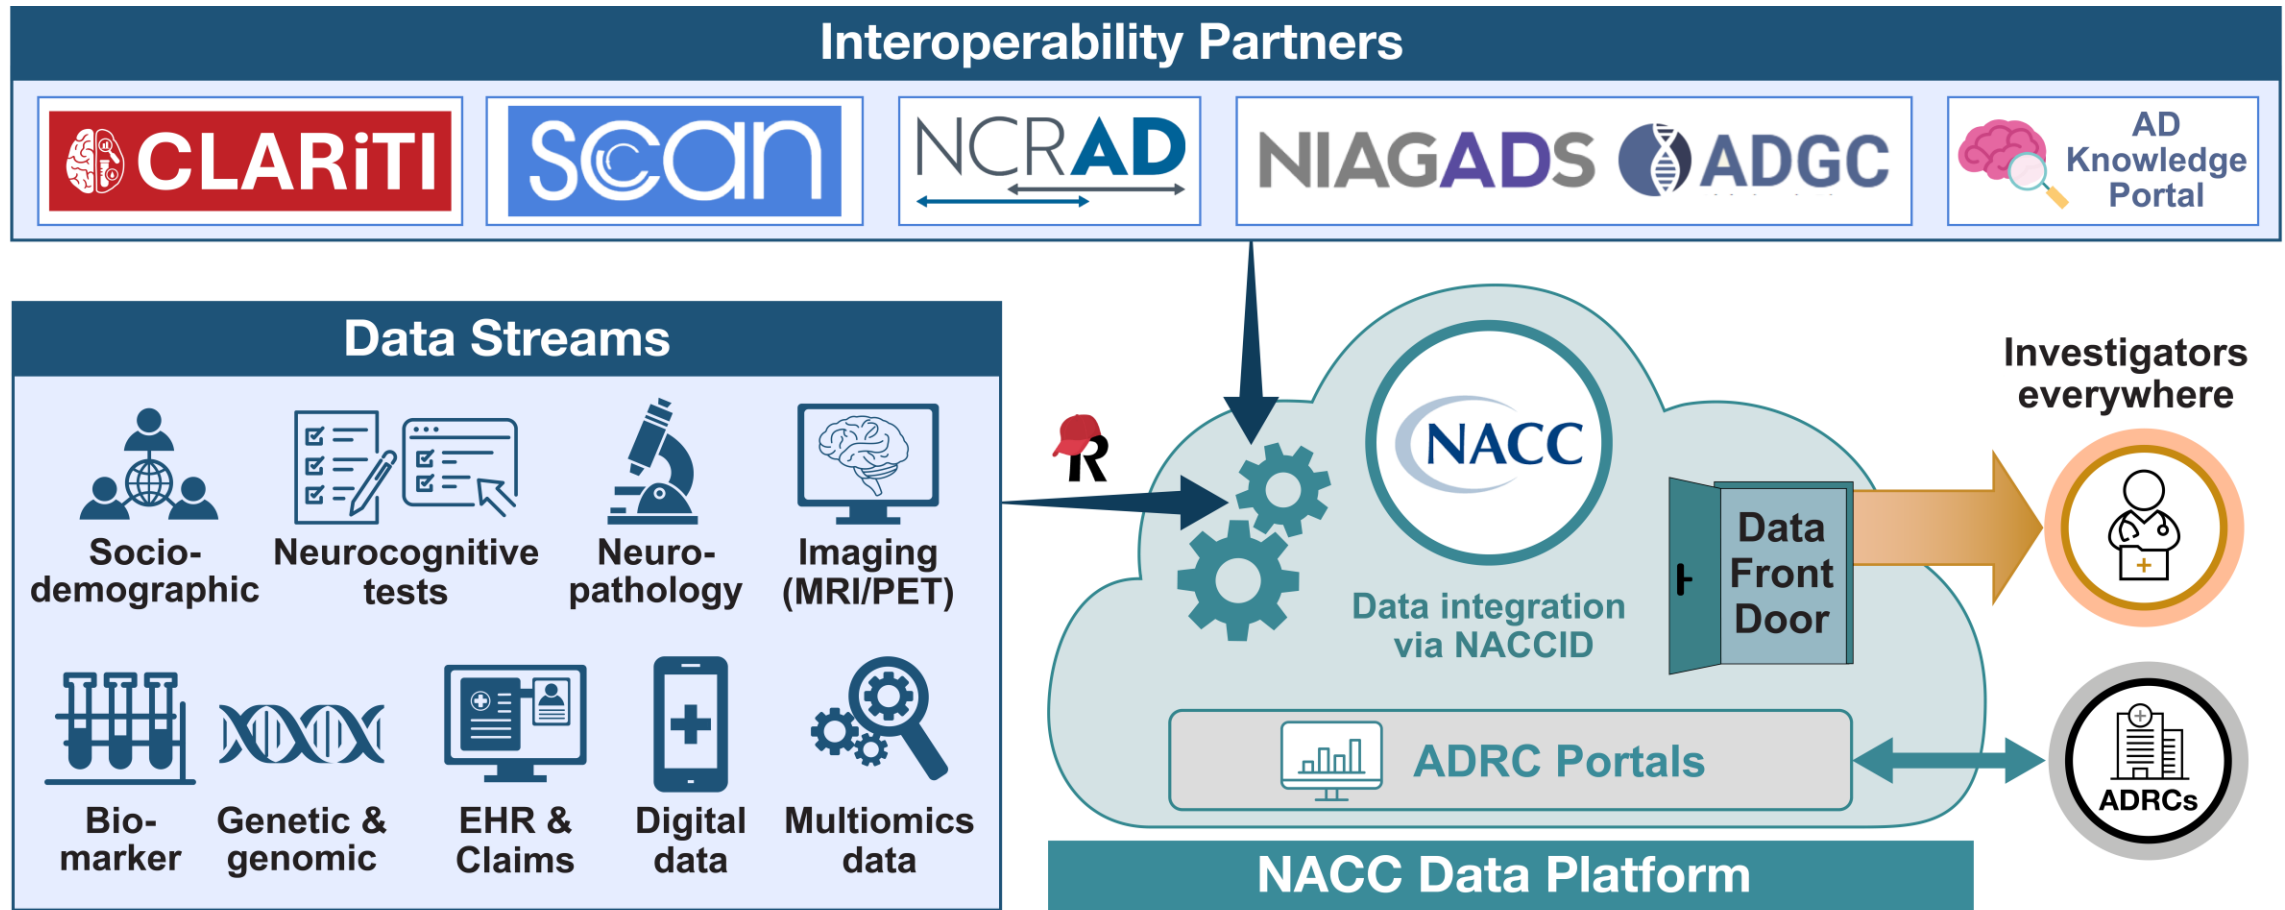 Interoperability Partners
CLARiTI
scan
NCRAD
NIAGADS
ADGC
AD
Knowledge
Portal
Data Streams
Socio-
demographic
Neurocognitive
tests
Neuro-
pathology
Imaging
(MRI/PET)
Bio-
marker
Genetic &
genomic
EHR &
Claims
Digital
data
Multiomics
data
R
NACC
Data integration
via NACCID
Data
Front
Door
ADRC Portals
NACC Data Platform
Investigators
everywhere
ADRCs